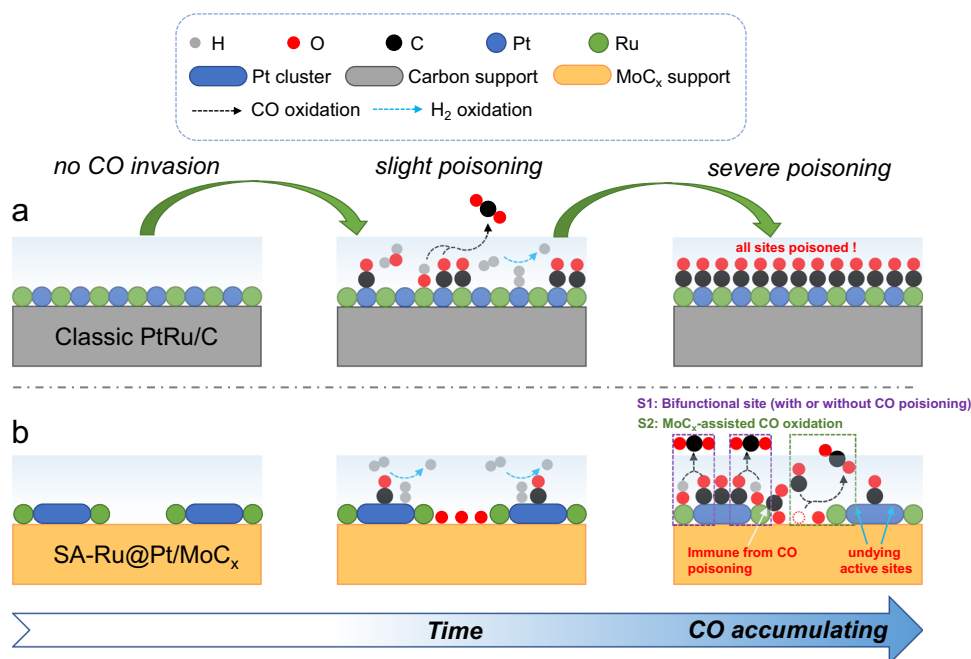 H O C Pt Ru
Pt cluster Carbon support MoCx support
CO oxidation H2 oxidation
no CO invasion slight poisoning severe poisoning
a
all sites poisoned !
Classic PtRu/C
S1: Bifunctional site (with or without CO poisioning)
S2: MoCx-assisted CO oxidation
b
SA-Ru@Pt/MoCx
Immune from CO
poisoning
undying
active sites
Time CO accumulating